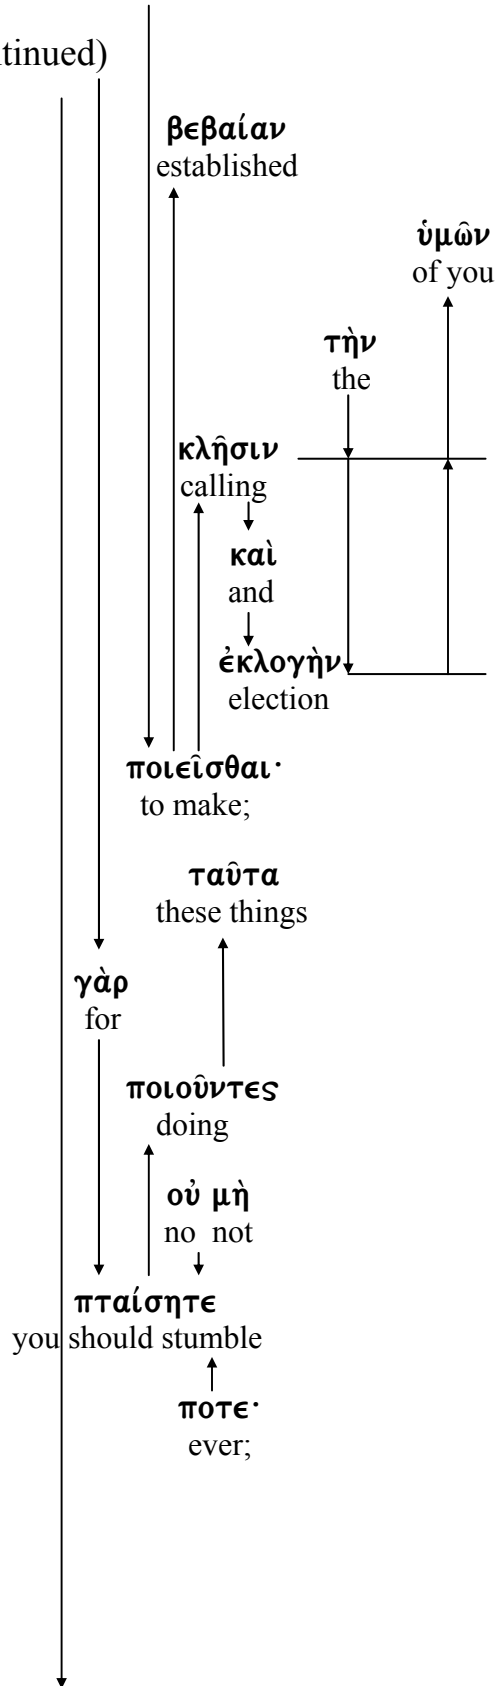 tinued)
βεβαίαν
established
ὑμῶν
of you
τὴν
the
κλῆσιν
calling
καὶ
and
ἐκλογὴν
election
ποιεῖσθαι·
to make;
ταῦτα
these things
γὰρ
for
ποιοῦντες
doing
οὐ μὴ
no not
πταίσητε
you should stumble
ποτε·
ever;